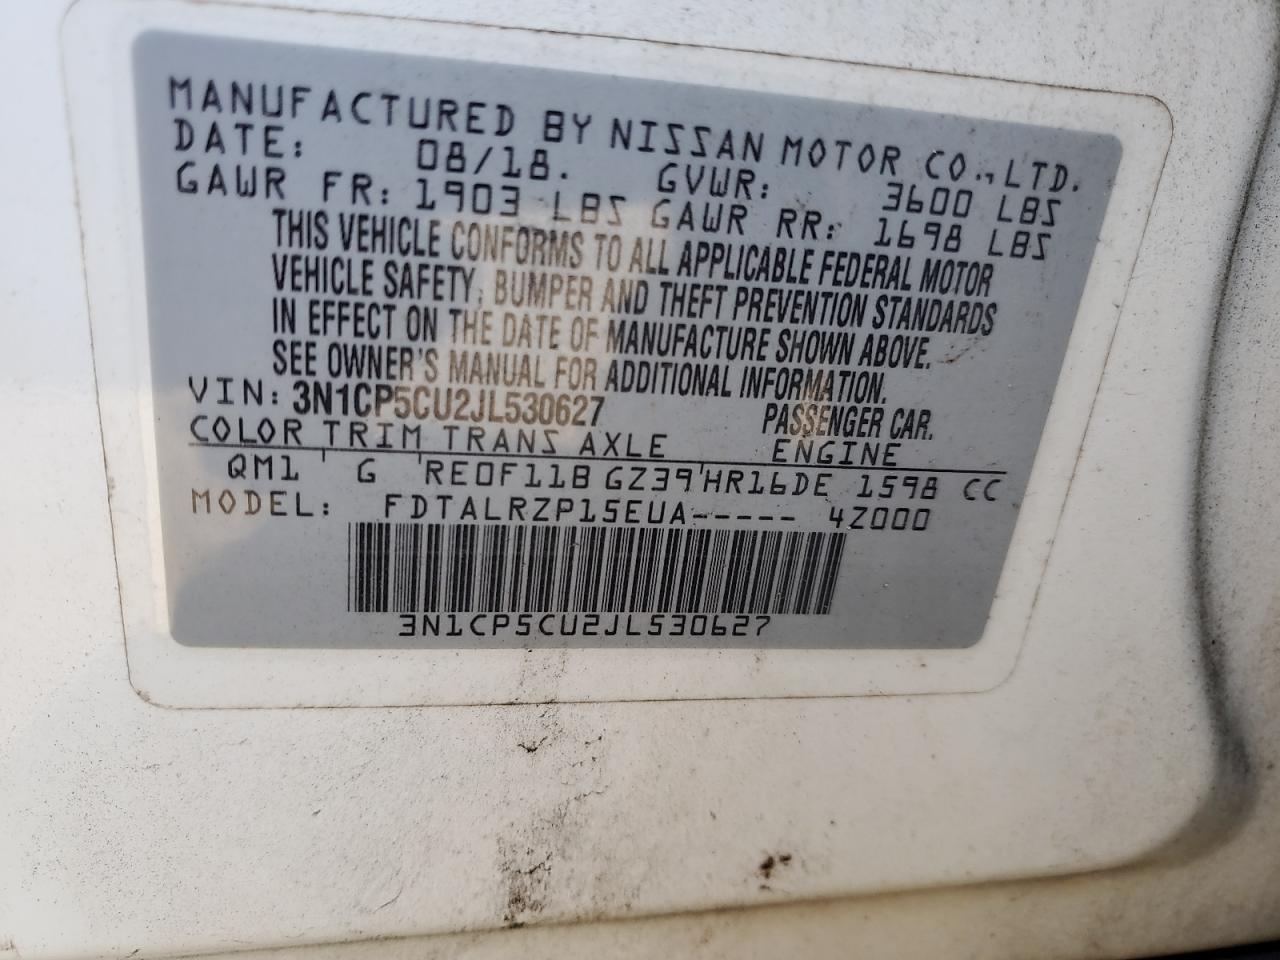 MANUFACTURED BY NISSAN MOTOR CO., LTD.
DATE: 08/18. GVWR: 3600 LBS
GAWR FR: 1903 LBS GAWR RR: 1698 LBS
THIS VEHICLE CONFORMS TO ALL APPLICABLE FEDERAL MOTOR
VEHICLE SAFETY, BUMPER AND THEFT PREVENTION STANDARDS
IN EFFECT ON THE DATE OF MANUFACTURE SHOWN ABOVE.
SEE OWNER'S MANUAL FOR ADDITIONAL INFORMATION.
VIN: 3N1CP5CU2JL530627 PASSENGER CAR.
COLOR TRIM TRANS AXLE ENGINE
QM1 G RE0F11B GZ39 HR16DE 1598 CC
MODEL: FDTALRZP15EUA----- 4Z000
3N1CP5CU2JL530627